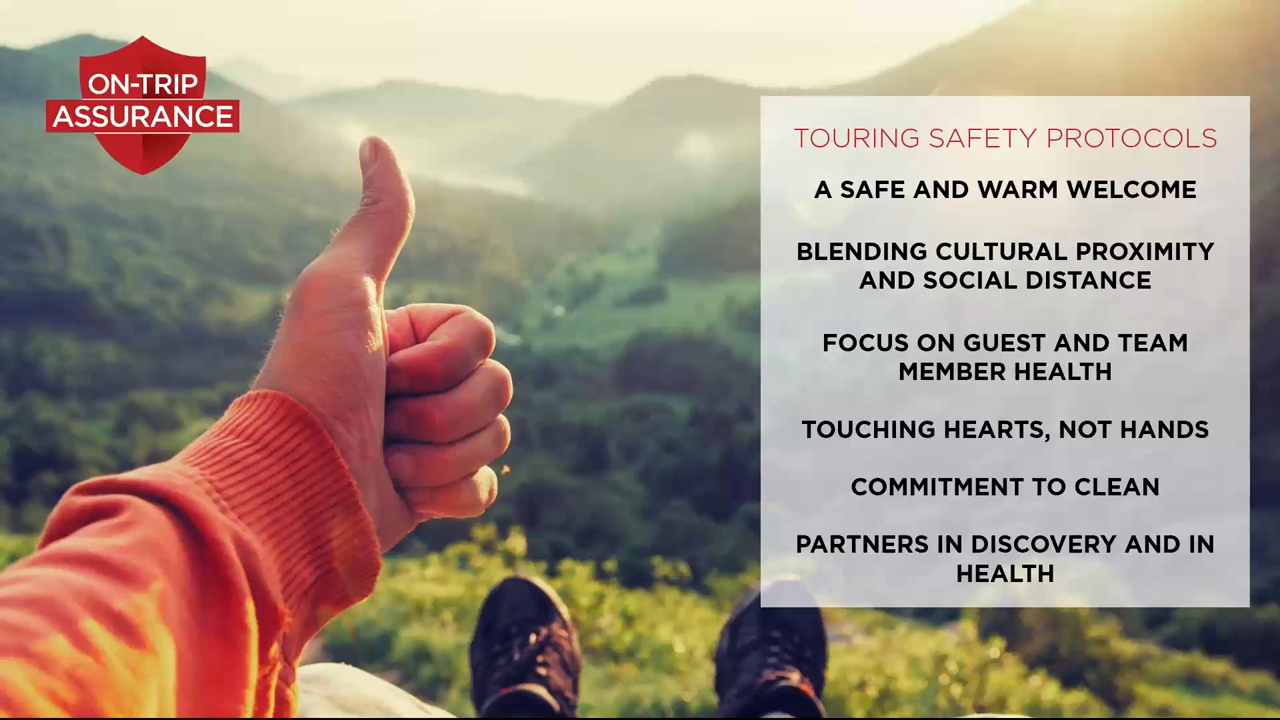 ON-TRIP
ASSURANCE
TOURING SAFETY PROTOCOLS
A SAFE AND WARM WELCOME
BLENDING CULTURAL PROXIMITY
AND SOCIAL DISTANCE
FOCUS ON GUEST AND TEAM
MEMBER HEALTH
TOUCHING HEARTS, NOT HANDS
COMMITMENT TO CLEAN
PARTNERS IN DISCOVERY AND IN
HEALTH